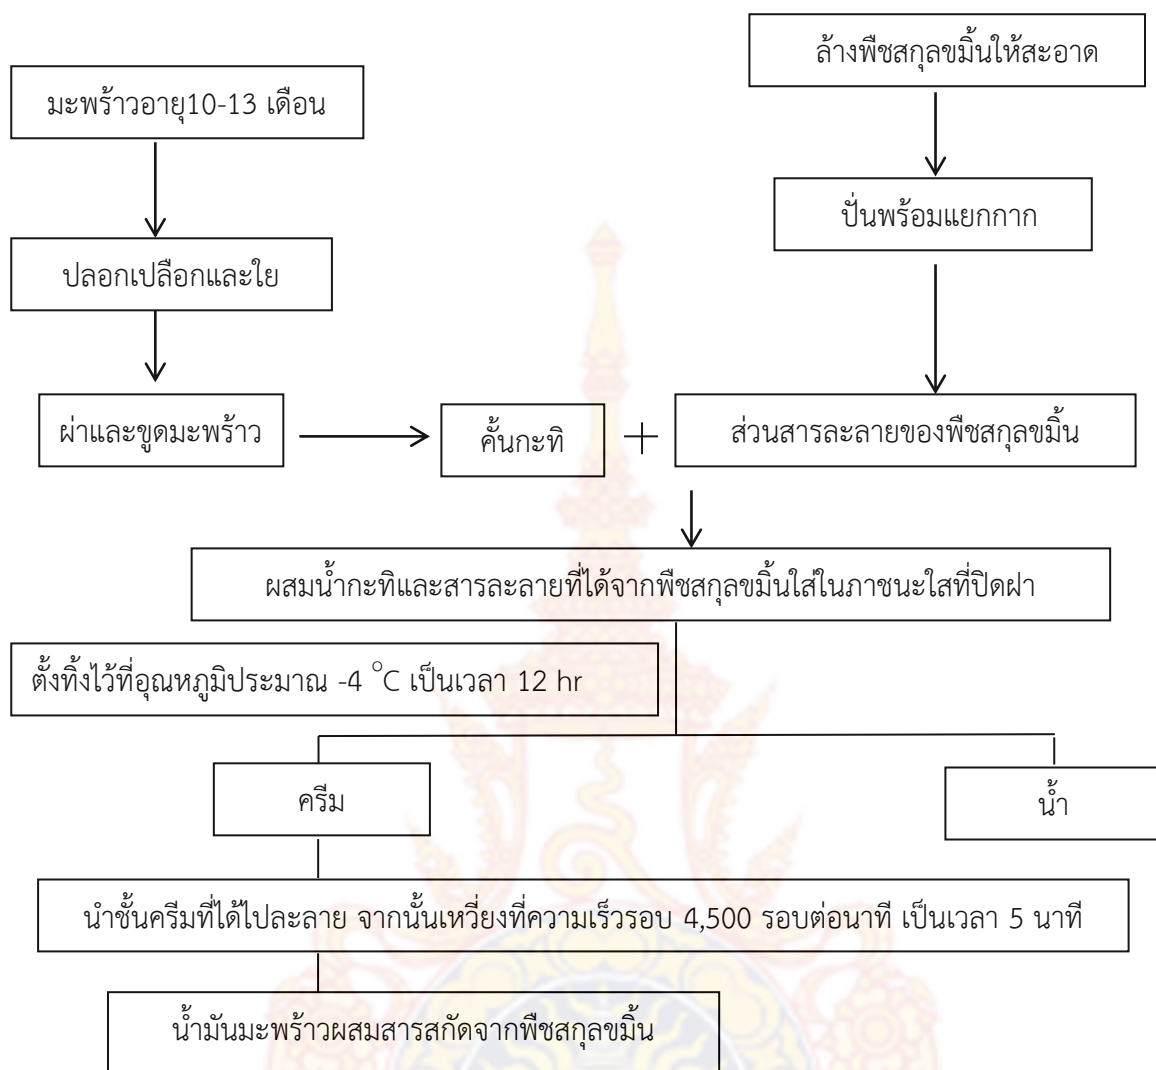 ล้างพืชสกุลขมิ้นให้สะอาด
มะพร้าวอายุ10-13 เดือน
ปั่นพร้อมแยกกาก
ปลอกเปลือกและใย
ผ่าและขูดมะพร้าว
คั้นกะทิ
+
ส่วนสารละลายของพืชสกุลขมิ้น
ผสมน้ำกะทิและสารละลายที่ได้จากพืชสกุลขมิ้นใส่ในภาชนะใสที่ปิดฝา
ตั้งทิ้งไว้ที่อุณหภูมิประมาณ -4 °C เป็นเวลา 12 hr
ครีม
น้ำ
นำชั้นครีมที่ได้ไปละลาย จากนั้นเหวี่ยงที่ความเร็วรอบ 4,500 รอบต่อนาที เป็นเวลา 5 นาที
น้ำมันมะพร้าวผสมสารสกัดจากพืชสกุลขมิ้น